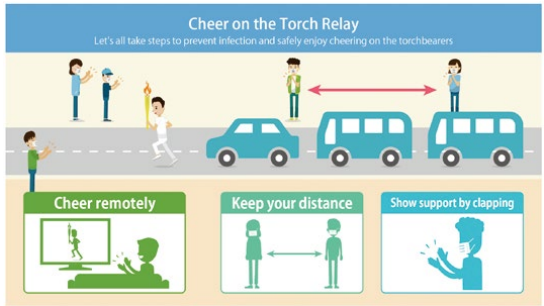 Cheer on the Torch Relay
Let's all take steps to prevent infection and safely enjoy cheering on the torchbearers
Cheer remotely
Keep your distance
Show support by clapping